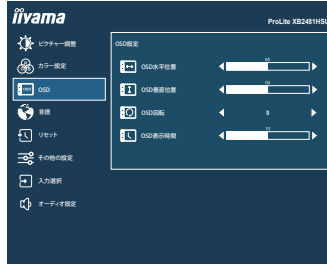 iiyama
ProLite XB2481HSU
ピクチャー調整
カラー設定
OSD
言語
リセット
その他の設定
入力選択
オーディオ設定
OSD設定
OSD水平位置
50
OSD垂直位置
50
OSD回転
0
OSD表示時間
10